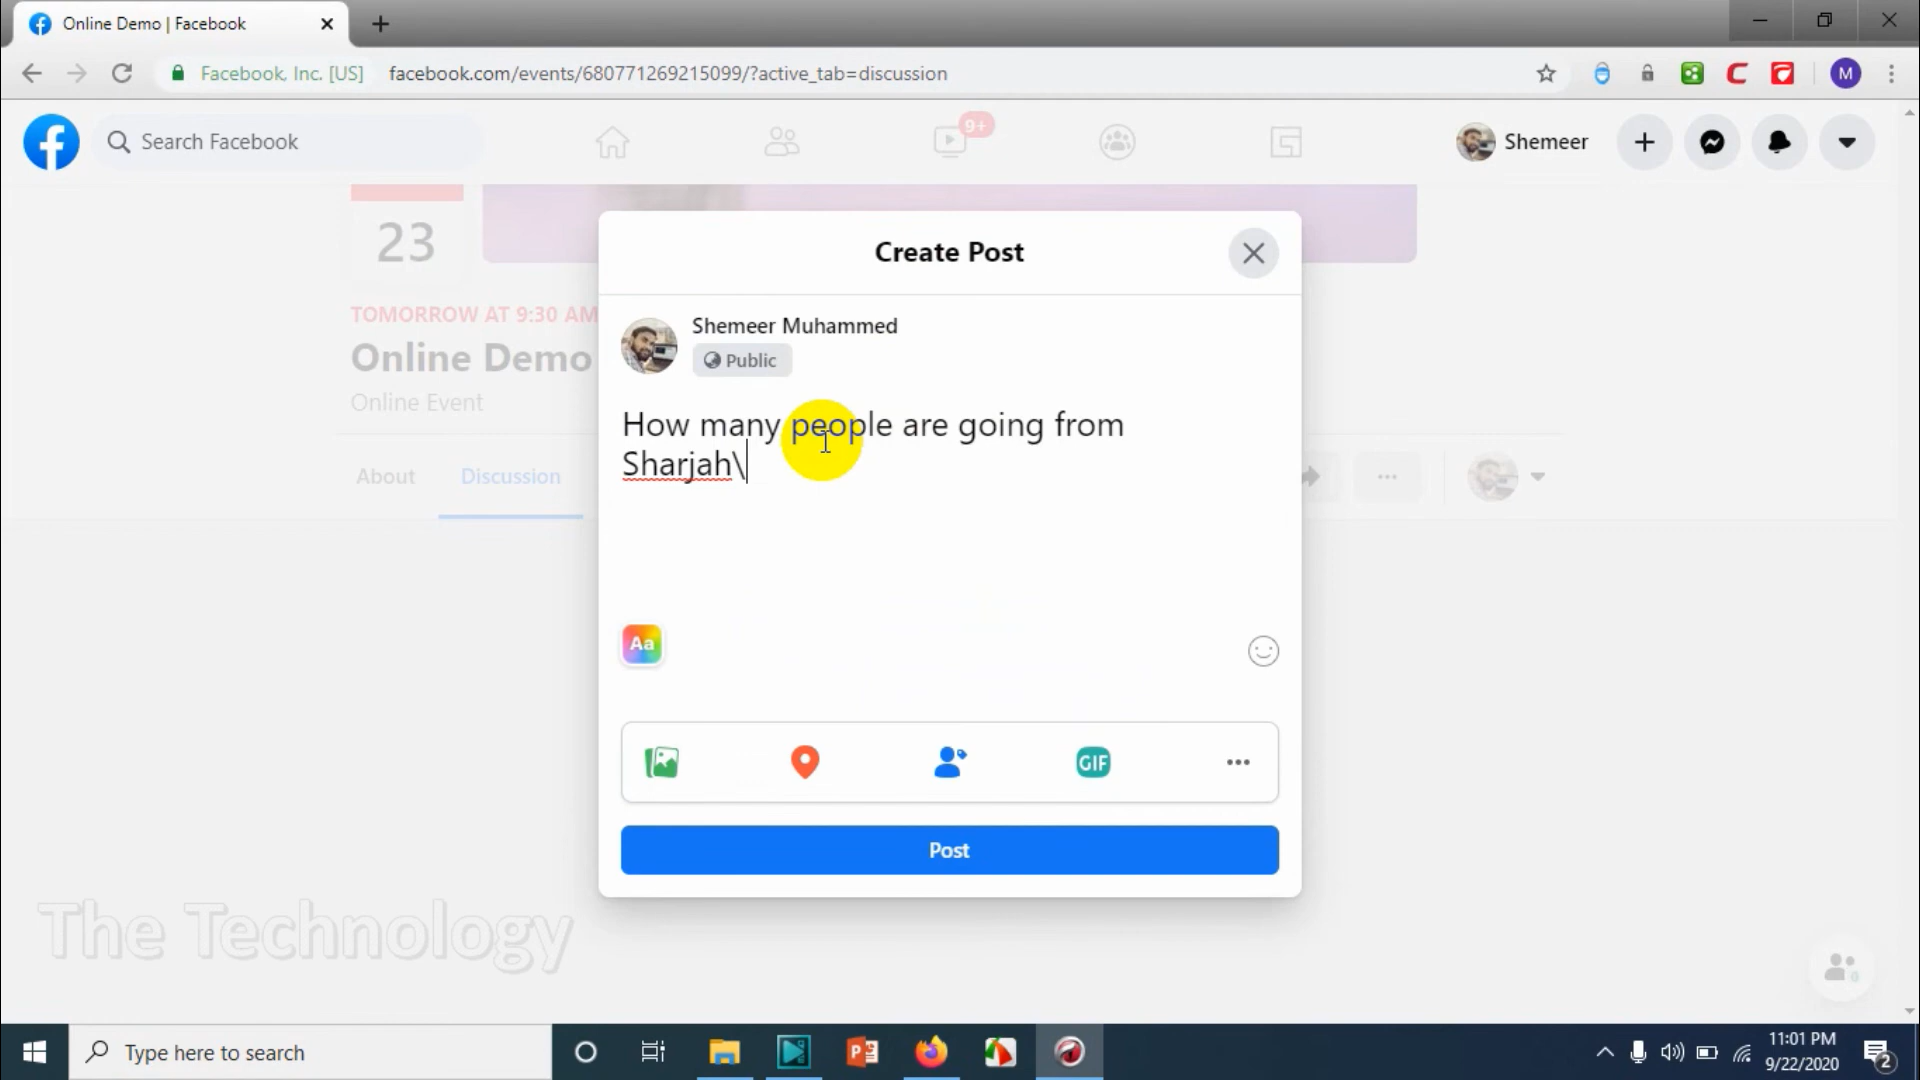 Online Demo | Facebook
Facebook, Inc. [US]
facebook.com/events/680771269215099/?active_tab=discussion
M
Search Facebook
9+
Shemeer
23
TOMORROW AT 9:30 AM
Online Demo
Online Event
About
Discussion
Create Post
Shemeer Muhammed
Public
How many people are going from
Sharjah\
Aa
GIF
Post
The Technology
Type here to search
11:01 PM
9/22/2020
2